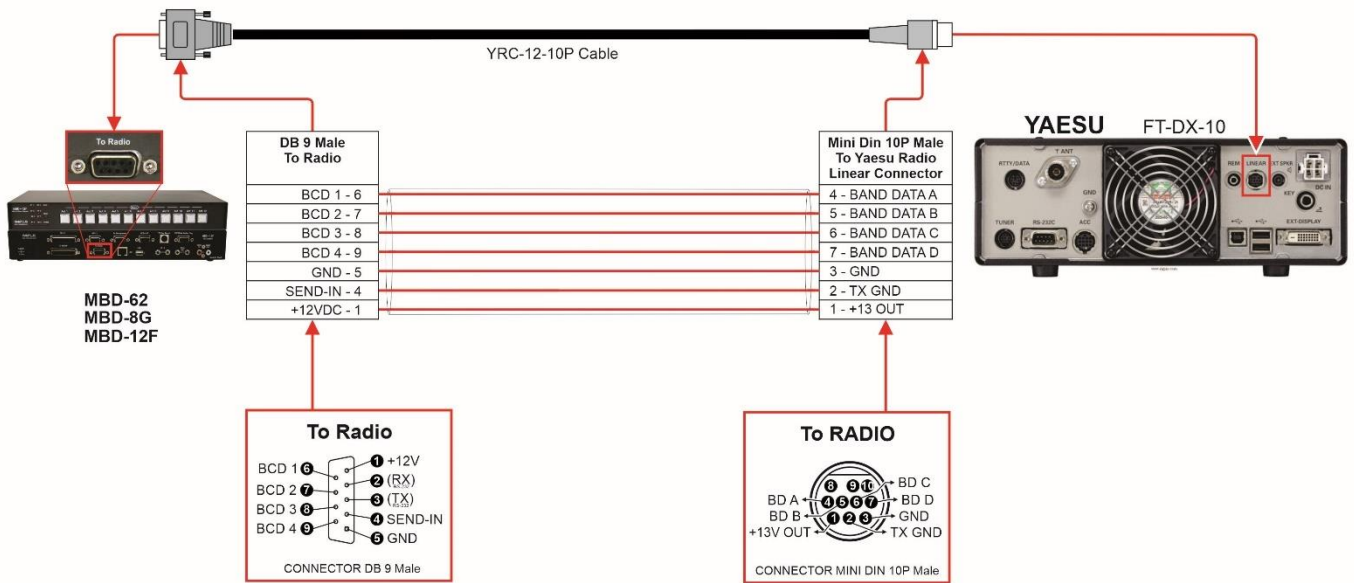 YRC-12-10P Cable
To Radio
MBD-62
MBD-8G
MBD-12F
DB 9 Male
To Radio
BCD 1 - 6
BCD 2 - 7
BCD 3 - 8
BCD 4 - 9
GND - 5
SEND-IN - 4
+12VDC - 1
Mini Din 10P Male
To Yaesu Radio
Linear Connector
4 - BAND DATA A
5 - BAND DATA B
6 - BAND DATA C
7 - BAND DATA D
3 - GND
2 - TX GND
1 - +13 OUT
YAESU FT-DX-10
RTTY/DATA
ANT
GND
REM
LINEAR
EXT SPKR
DC IN
KEY
TUNER
RS-232C
ACC
EXT-DISPLAY
To Radio
BCD 1 6
BCD 2 7
BCD 3 8
BCD 4 9
1 +12V
2 (RX)
3 (TX)
4 SEND-IN
5 GND
CONNECTOR DB 9 Male
To RADIO
8 9 10
4 5 6 7
1 2 3
BD A
BD B
+13V OUT
BD C
BD D
GND
TX GND
CONNECTOR MINI DIN 10P Male